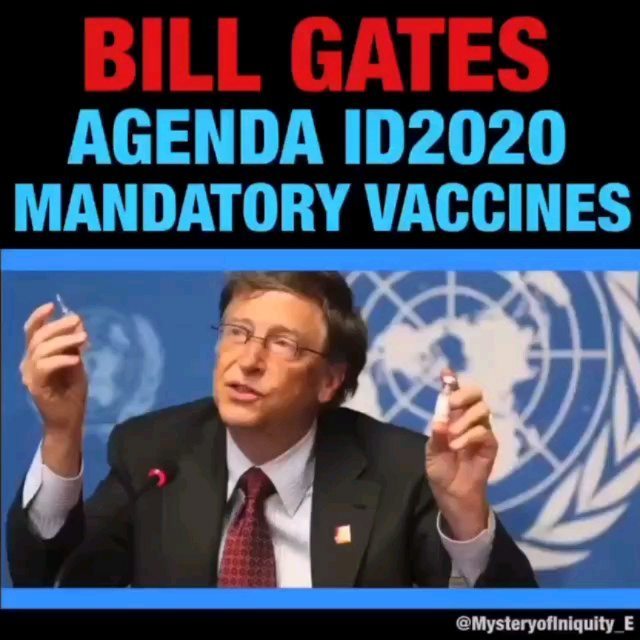 BILL GATES
AGENDA ID2020
MANDATORY VACCINES
@MysteryofIniquity_E